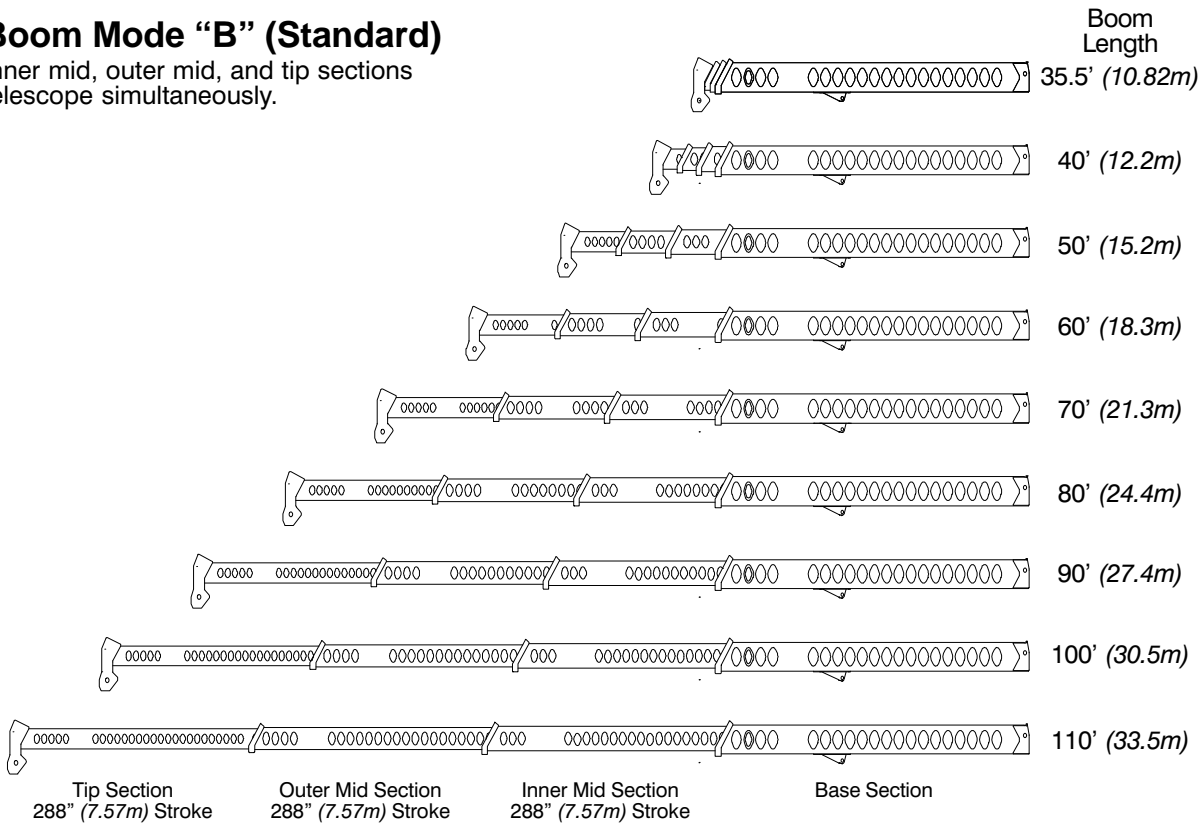 Boom Mode “B” (Standard)
nner mid, outer mid, and tip sections
elescope simultaneously.
Boom
Length
35.5’ (10.82m)
40’ (12.2m)
50’ (15.2m)
60’ (18.3m)
70’ (21.3m)
80’ (24.4m)
90’ (27.4m)
100’ (30.5m)
110’ (33.5m)
Tip Section
288” (7.57m) Stroke
Outer Mid Section
288” (7.57m) Stroke
Inner Mid Section
288” (7.57m) Stroke
Base Section